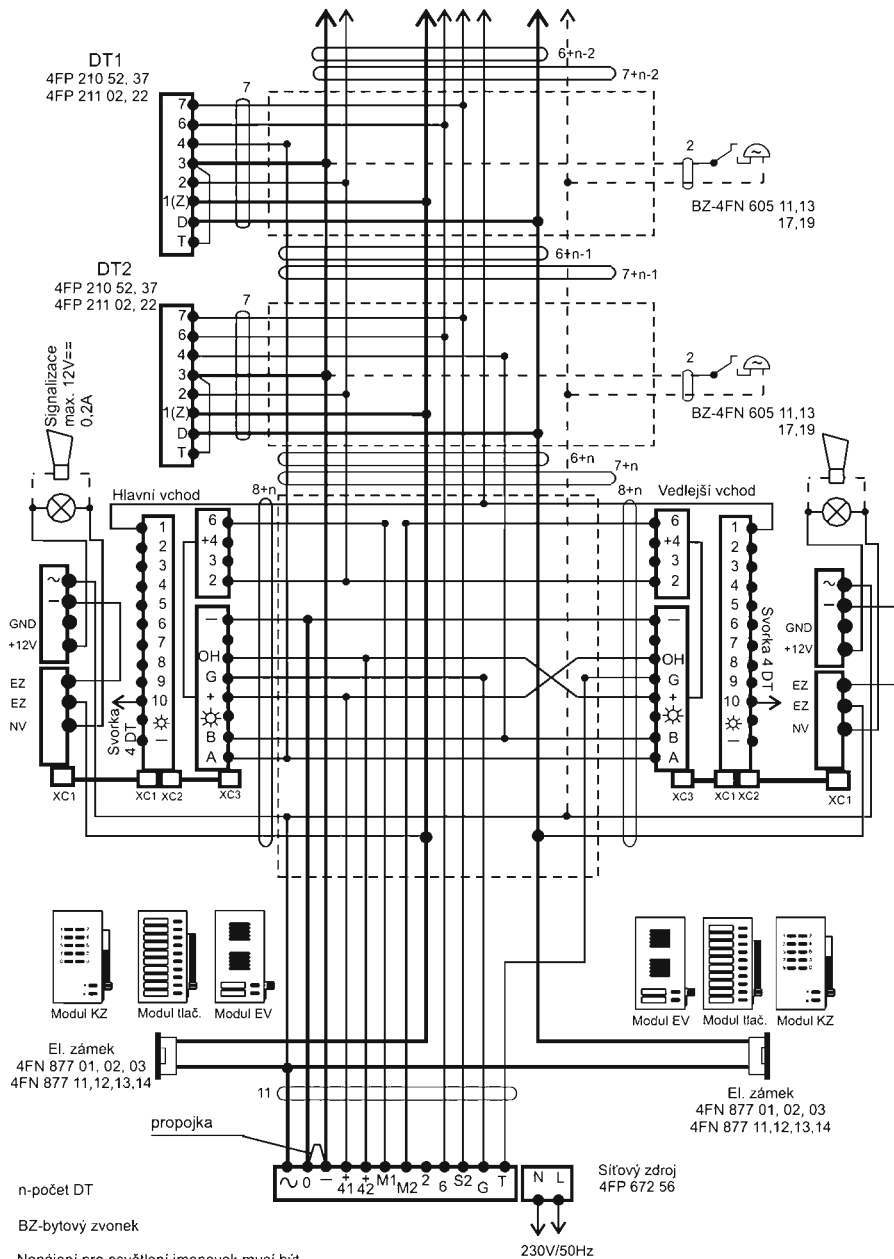 6+n-2
7+n-2
DT1
4FP 210 52, 37
4FP 211 02, 22
7
7
6
4
3
2
1(Z)
D
T
2
~
BZ-4FN 605 11,13
17,19
6+n-1
7+n-1
DT2
4FP 210 52, 37
4FP 211 02, 22
7
7
6
4
3
2
1(Z)
D
T
2
~
BZ-4FN 605 11,13
17,19
Signalizace
max. 12V==
0,2A
6+n
7+n
8+n
8+n
Hlavní vchod
Vedlejší vchod
~
−
GND
+12V
EZ
EZ
NV
XC1
1
2
3
4
5
6
7
8
9
10
−
Svorka
4 DT
XC1
XC2
6
+4
3
2
−
OH
G
+
B
A
XC3
6
+4
3
2
−
OH
G
+
B
A
XC3
1
2
3
4
5
6
7
8
9
10
−
Svorka 4 DT
XC1
XC2
~
−
GND
+12V
EZ
EZ
NV
XC1
Modul KZ
Modul tlač.
Modul EV
Modul EV
Modul tlač.
Modul KZ
El. zámek
4FN 877 01, 02, 03
4FN 877 11,12,13,14
El. zámek
4FN 877 01, 02, 03
4FN 877 11,12,13,14
11
propojka
~ 0 − +41 +42 M1 M2 2 6 S2 G T
N L
Síťový zdroj
4FP 672 56
230V/50Hz
n-počet DT
BZ-bytový zvonek